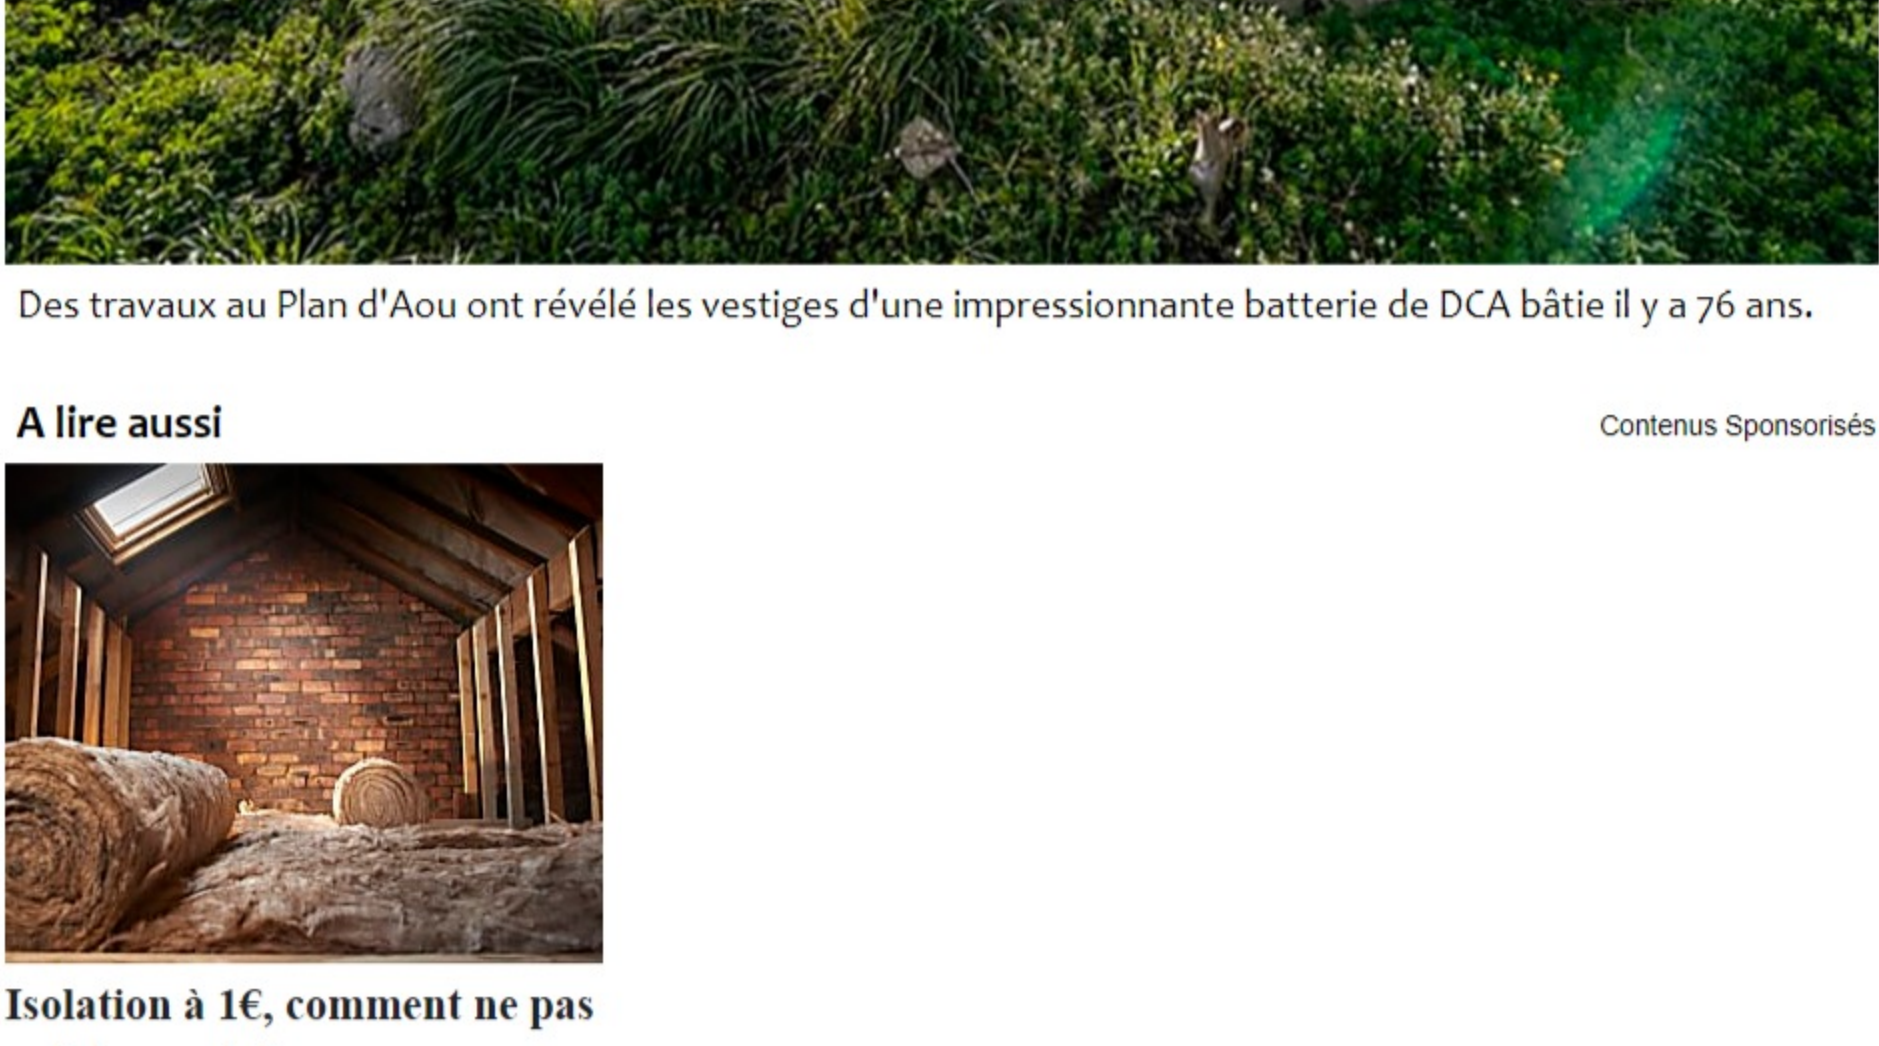 Des travaux au Plan d'Aou ont révélé les vestiges d'une impressionnante batterie de DCA bâtie il y a 76 ans.
A lire aussi
Contenus Sponsorisés
Isolation à 1€, comment ne pas